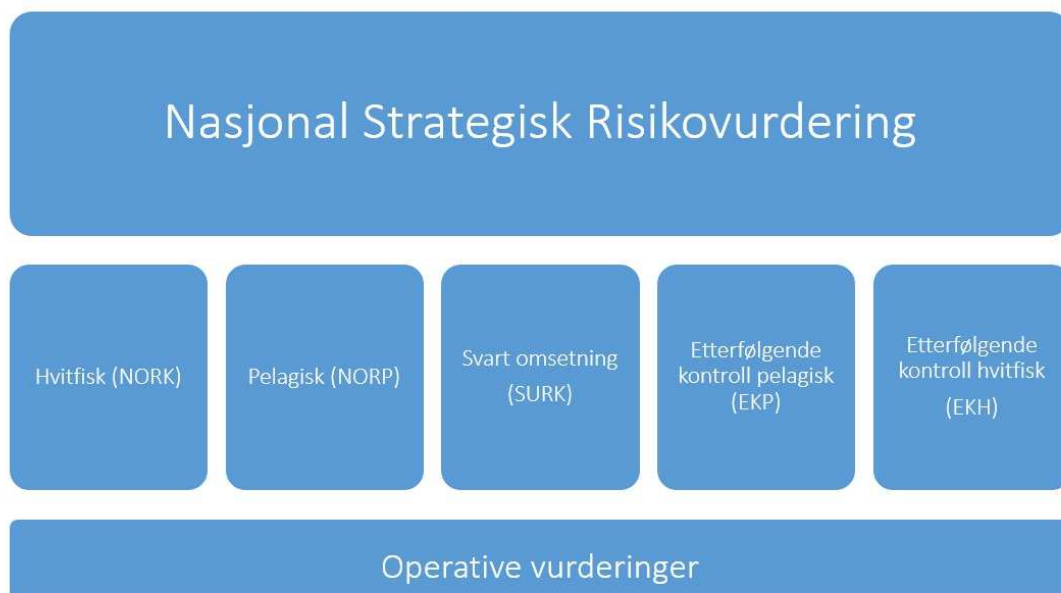 Nasjonal Strategisk Risikovurdering
Hvitfisk (NORK)
Pelagisk (NORP)
Svart omsetning
(SURK)
Etterfølgende
kontroll pelagisk
(EKP)
Etterfølgende
kontroll hvitfisk
(EKH)
Operative vurderinger